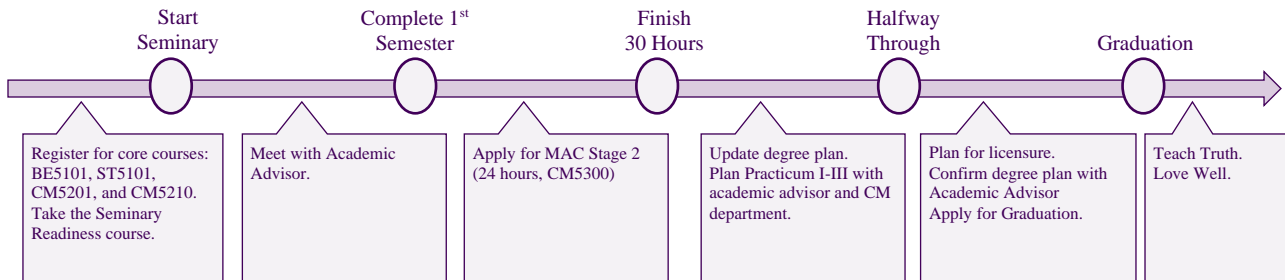 Start
Seminary
Complete 1st
Semester
Finish
30 Hours
Halfway
Through
Graduation
Register for core courses:
BE5101, ST5101,
CM5201, and CM5210.
Take the Seminary
Readiness course.
Meet with Academic
Advisor.
Apply for MAC Stage 2
(24 hours, CM5300)
Update degree plan.
Plan Practicum I-III with
academic advisor and CM
department.
Plan for licensure.
Confirm degree plan with
Academic Advisor
Apply for Graduation.
Teach Truth.
Love Well.